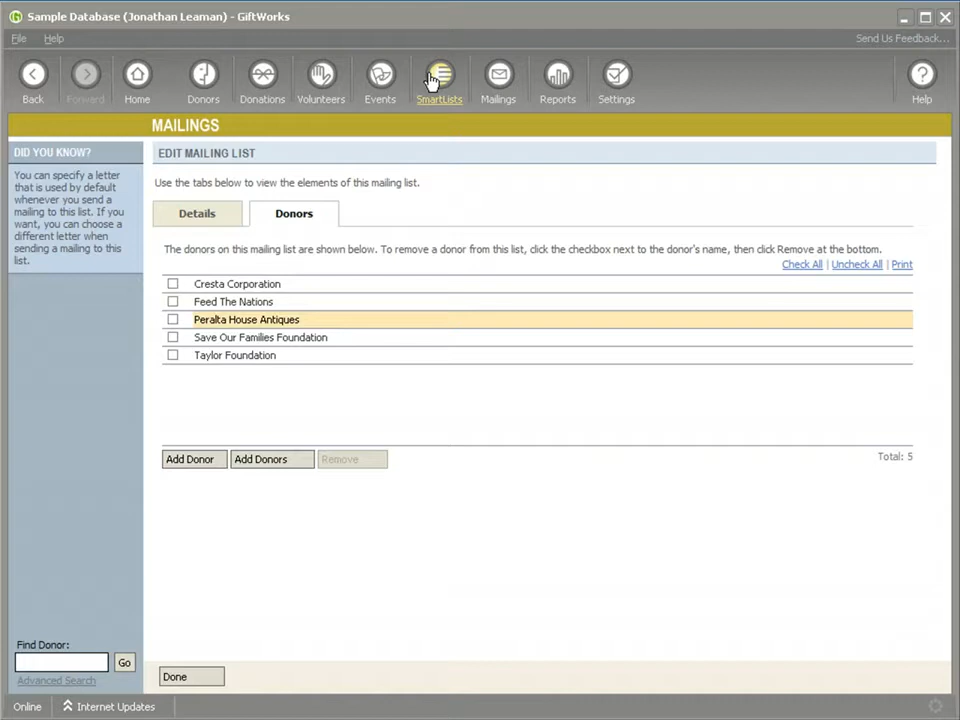 Sample Database (Jonathan Leaman) - GiftWorks
File Help Send Us Feedback...
Back Forward Home Donors Donations Volunteers Events SmartLists Mailings Reports Settings Help
MAILINGS
DID YOU KNOW?
You can specify a letter
that is used by default
whenever you send a
mailing to this list. If you
want, you can choose a
different letter when
sending a mailing to this
list.
EDIT MAILING LIST
Use the tabs below to view the elements of this mailing list.
Details Donors
The donors on this mailing list are shown below. To remove a donor from this list, click the checkbox next to the donor's name, then click Remove at the bottom.
Check All | Uncheck All | Print
Cresta Corporation
Feed The Nations
Peralta House Antiques
Save Our Families Foundation
Taylor Foundation
Add Donor Add Donors Remove Total: 5
Find Donor:
Go
Advanced Search
Done
Online Internet Updates